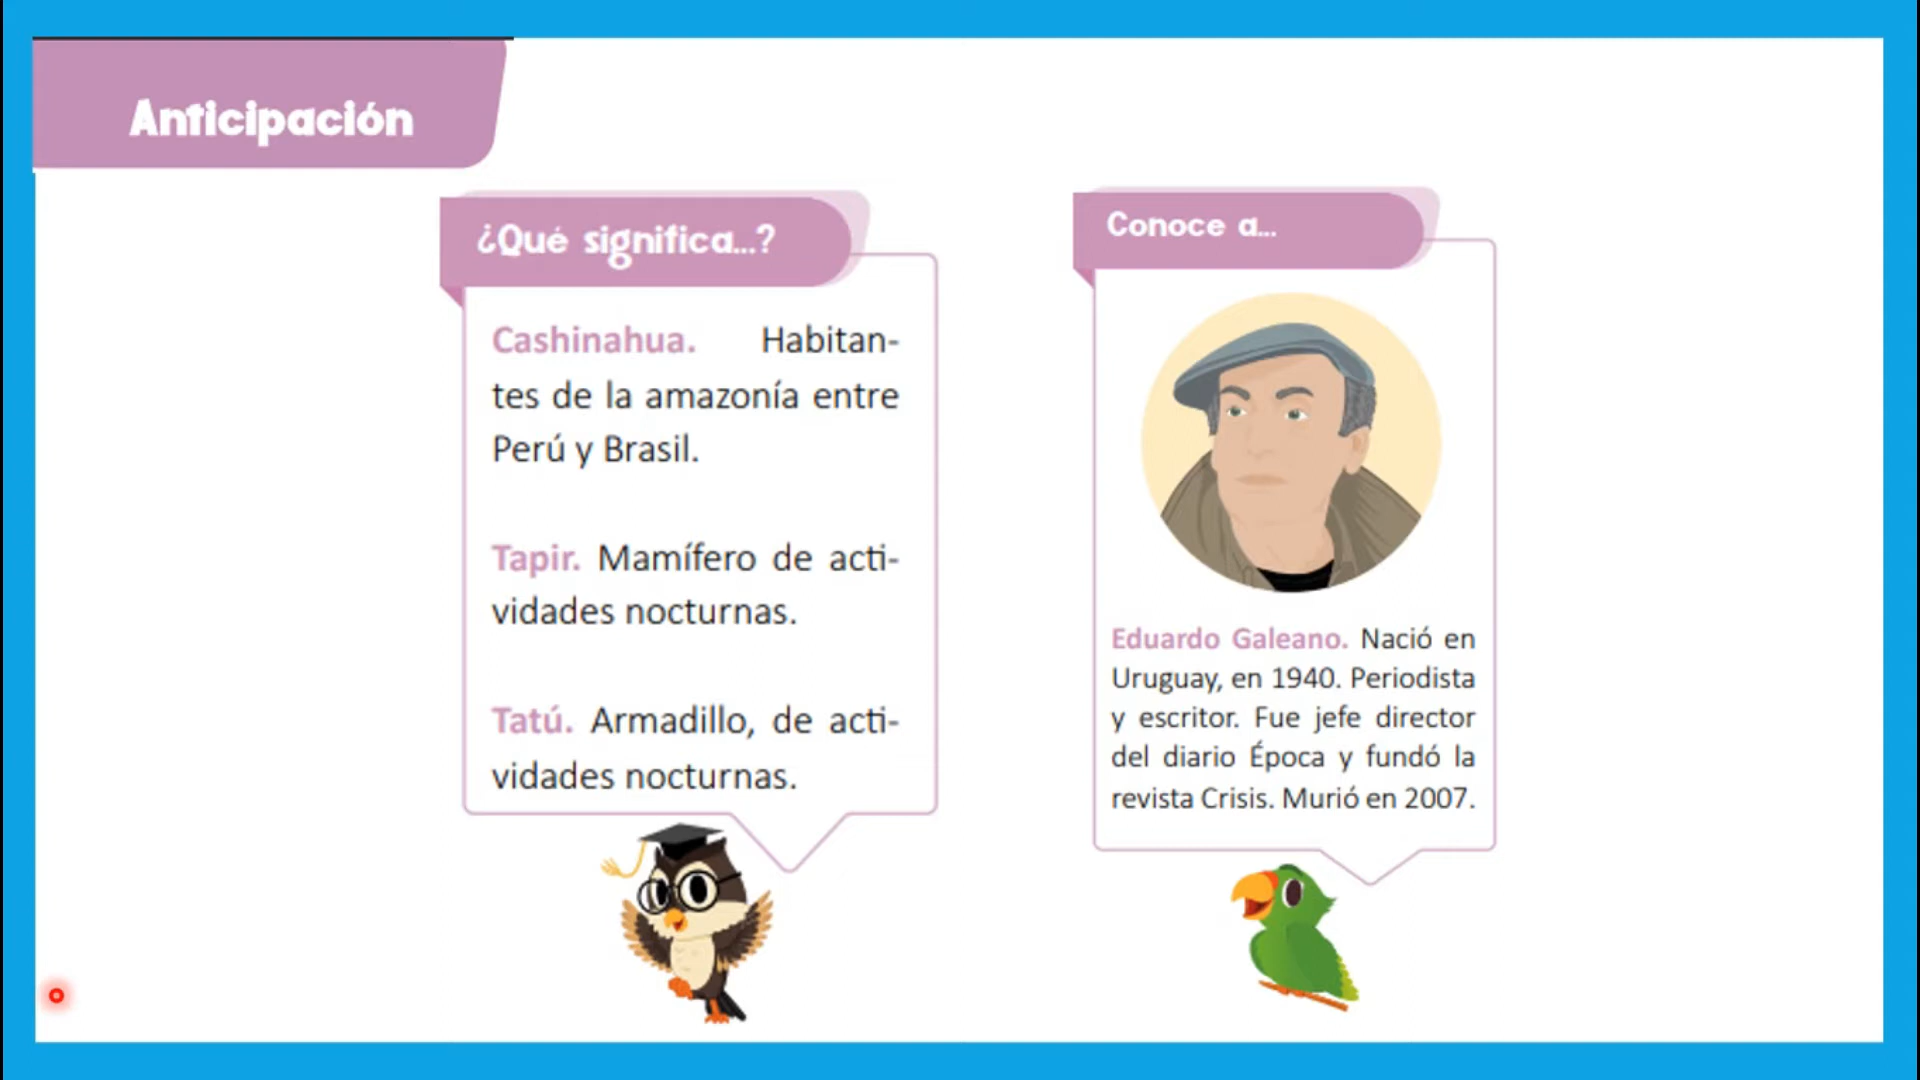 Anticipación
¿Qué significa...?
Cashinahua. Habitan-
tes de la amazonía entre
Perú y Brasil.
Tapir. Mamífero de acti-
vidades nocturnas.
Tatú. Armadillo, de acti-
vidades nocturnas.
Conoce a...
Eduardo Galeano. Nació en
Uruguay, en 1940. Periodista
y escritor. Fue jefe director
del diario Época y fundó la
revista Crisis. Murió en 2007.